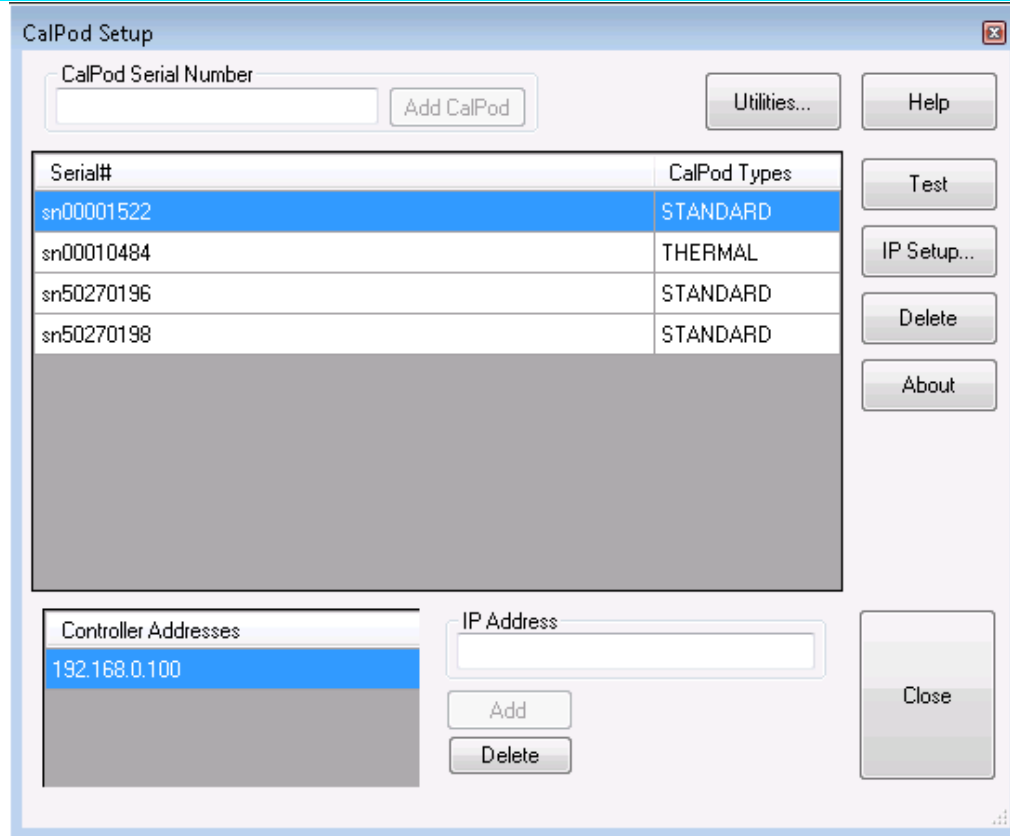 CalPod Setup
CalPod Serial Number
Add CalPod
Utilities...
Help
Serial#
CalPod Types
sn00001522
STANDARD
sn00010484
THERMAL
sn50270196
STANDARD
sn50270198
STANDARD
Test
IP Setup...
Delete
About
Controller Addresses
192.168.0.100
IP Address
Add
Delete
Close